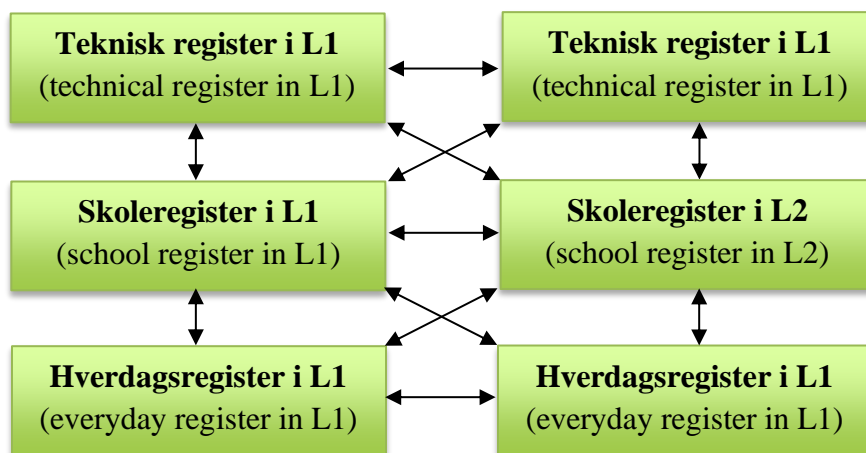 Teknisk register i L1
(technical register in L1)
Teknisk register i L1
(technical register in L1)
Skoleregister i L1
(school register in L1)
Skoleregister i L2
(school register in L2)
Hverdagsregister i L1
(everyday register in L1)
Hverdagsregister i L1
(everyday register in L1)